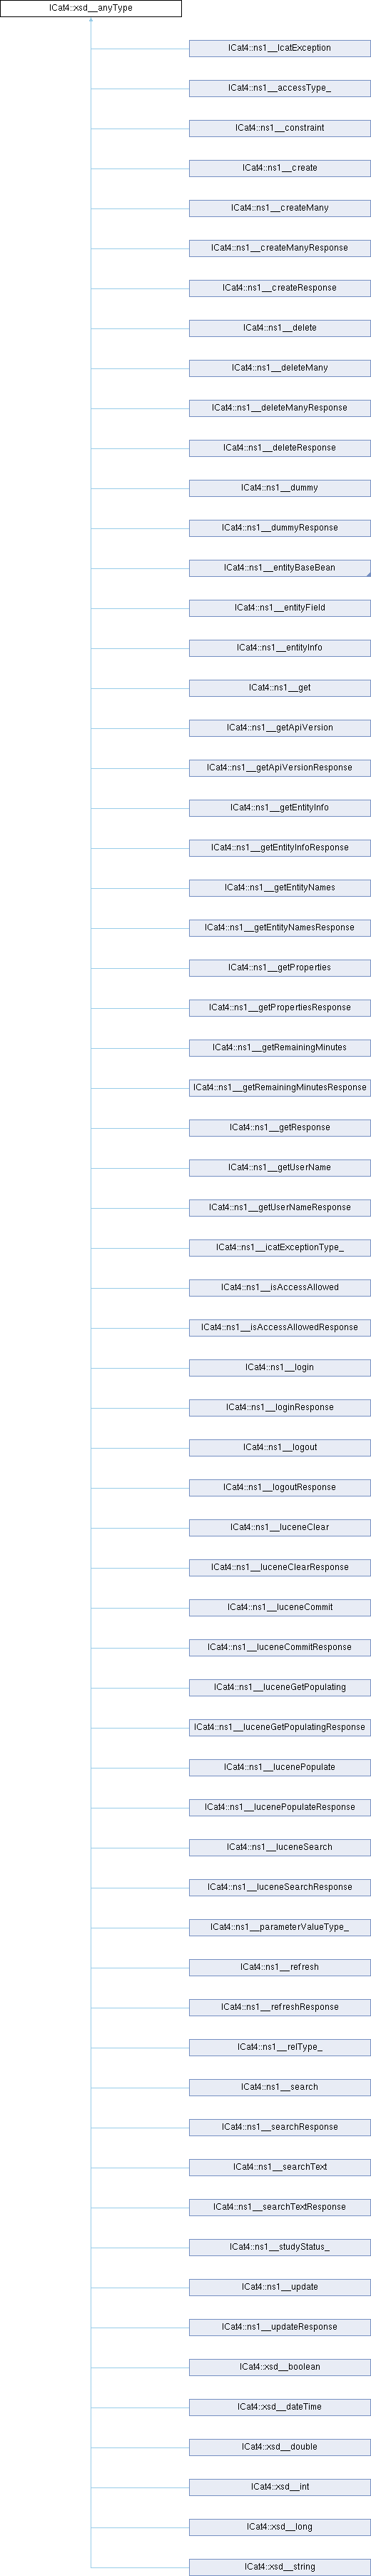 ICat4::xsd__anyType
ICat4::ns1__IcatException
ICat4::ns1__accessType_
ICat4::ns1__constraint
ICat4::ns1__create
ICat4::ns1__createMany
ICat4::ns1__createManyResponse
ICat4::ns1__createResponse
ICat4::ns1__delete
ICat4::ns1__deleteMany
ICat4::ns1__deleteManyResponse
ICat4::ns1__deleteResponse
ICat4::ns1__dummy
ICat4::ns1__dummyResponse
ICat4::ns1__entityBaseBean
ICat4::ns1__entityField
ICat4::ns1__entityInfo
ICat4::ns1__get
ICat4::ns1__getApiVersion
ICat4::ns1__getApiVersionResponse
ICat4::ns1__getEntityInfo
ICat4::ns1__getEntityInfoResponse
ICat4::ns1__getEntityNames
ICat4::ns1__getEntityNamesResponse
ICat4::ns1__getProperties
ICat4::ns1__getPropertiesResponse
ICat4::ns1__getRemainingMinutes
ICat4::ns1__getRemainingMinutesResponse
ICat4::ns1__getResponse
ICat4::ns1__getUserName
ICat4::ns1__getUserNameResponse
ICat4::ns1__icatExceptionType_
ICat4::ns1__isAccessAllowed
ICat4::ns1__isAccessAllowedResponse
ICat4::ns1__login
ICat4::ns1__loginResponse
ICat4::ns1__logout
ICat4::ns1__logoutResponse
ICat4::ns1__luceneClear
ICat4::ns1__luceneClearResponse
ICat4::ns1__luceneCommit
ICat4::ns1__luceneCommitResponse
ICat4::ns1__luceneGetPopulating
ICat4::ns1__luceneGetPopulatingResponse
ICat4::ns1__lucenePopulate
ICat4::ns1__lucenePopulateResponse
ICat4::ns1__luceneSearch
ICat4::ns1__luceneSearchResponse
ICat4::ns1__parameterValueType_
ICat4::ns1__refresh
ICat4::ns1__refreshResponse
ICat4::ns1__relType_
ICat4::ns1__search
ICat4::ns1__searchResponse
ICat4::ns1__searchText
ICat4::ns1__searchTextResponse
ICat4::ns1__studyStatus_
ICat4::ns1__update
ICat4::ns1__updateResponse
ICat4::xsd__boolean
ICat4::xsd__dateTime
ICat4::xsd__double
ICat4::xsd__int
ICat4::xsd__long
ICat4::xsd__string